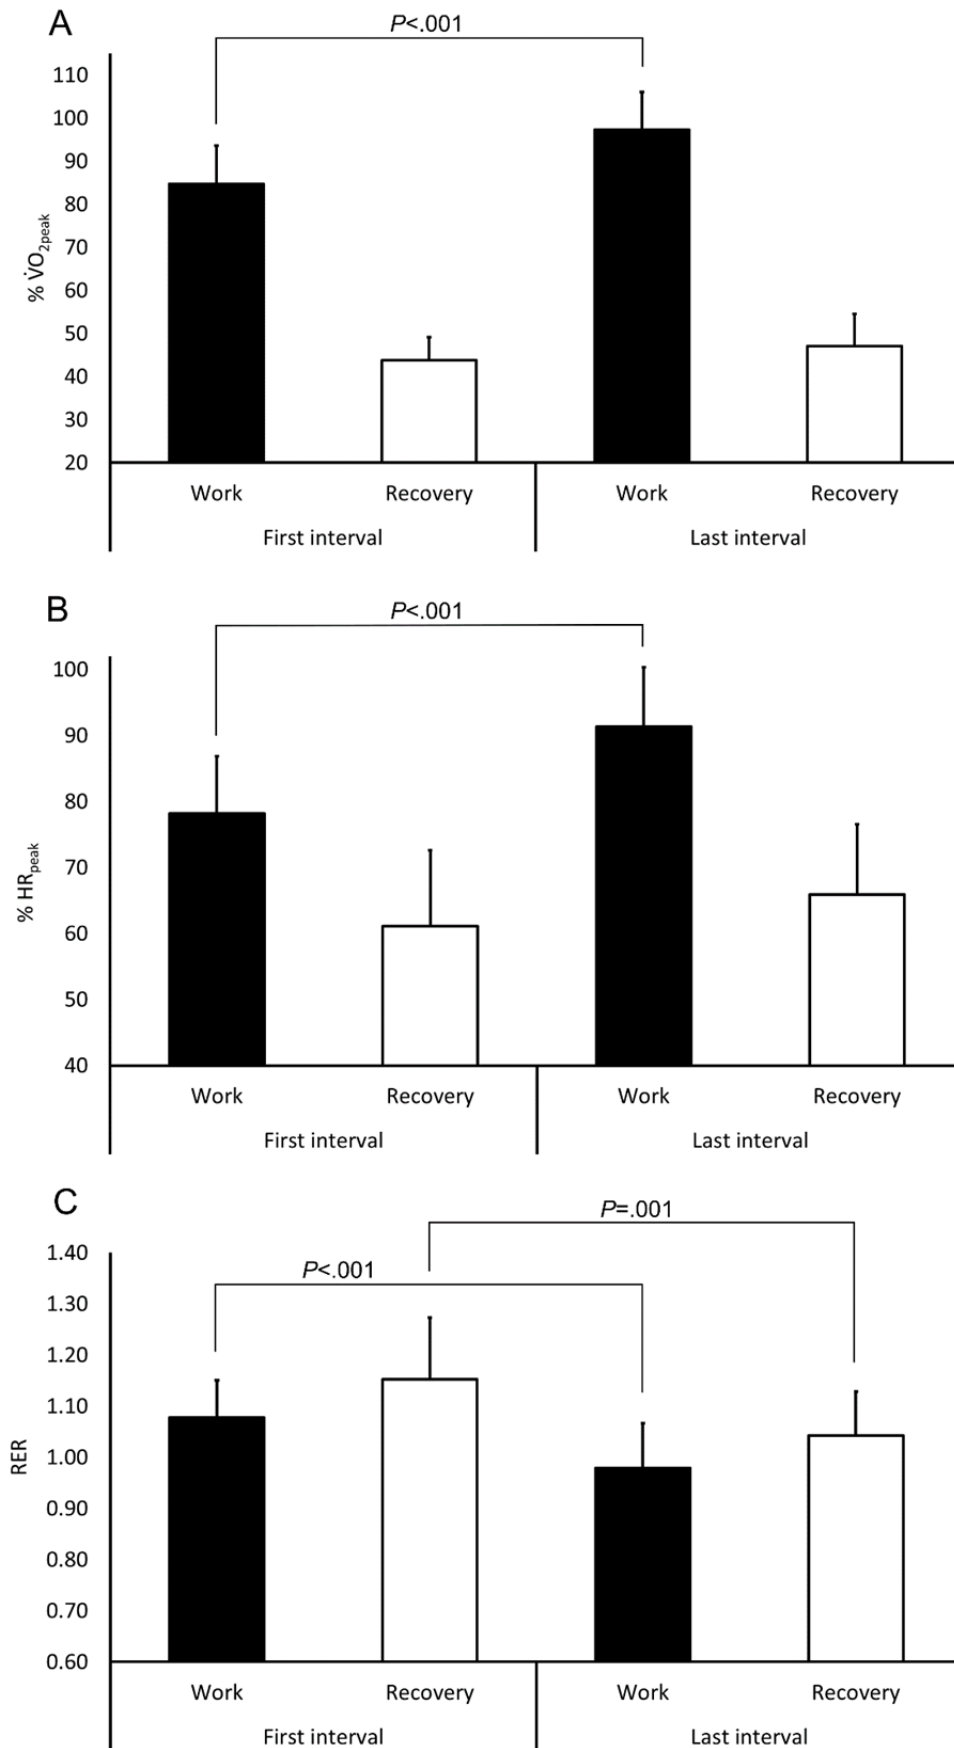 A
P<.001
110
100
90
80
70
60
50
40
30
20
% V̇O2peak
Work Recovery Work Recovery
First interval Last interval
B
P<.001
100
90
80
70
60
50
40
% HRpeak
Work Recovery Work Recovery
First interval Last interval
C
P=.001
P<.001
1.40
1.30
1.20
1.10
1.00
0.90
0.80
0.70
0.60
RER
Work Recovery Work Recovery
First interval Last interval